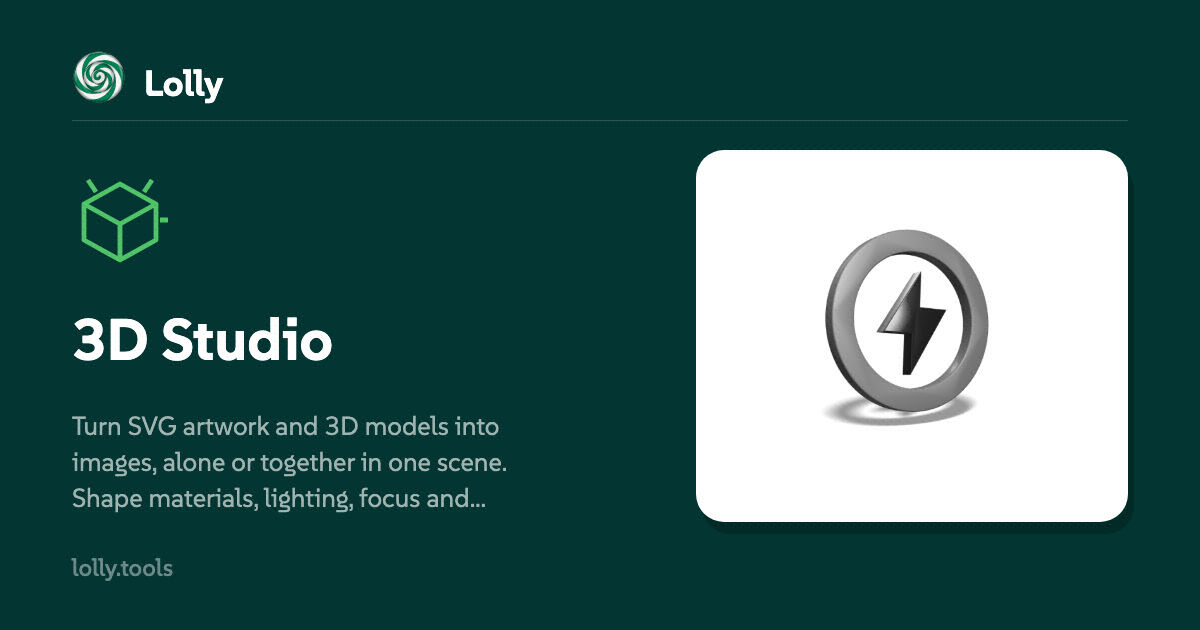 Lolly
3D Studio
Turn SVG artwork and 3D models into
images, alone or together in one scene.
Shape materials, lighting, focus and...
lolly.tools